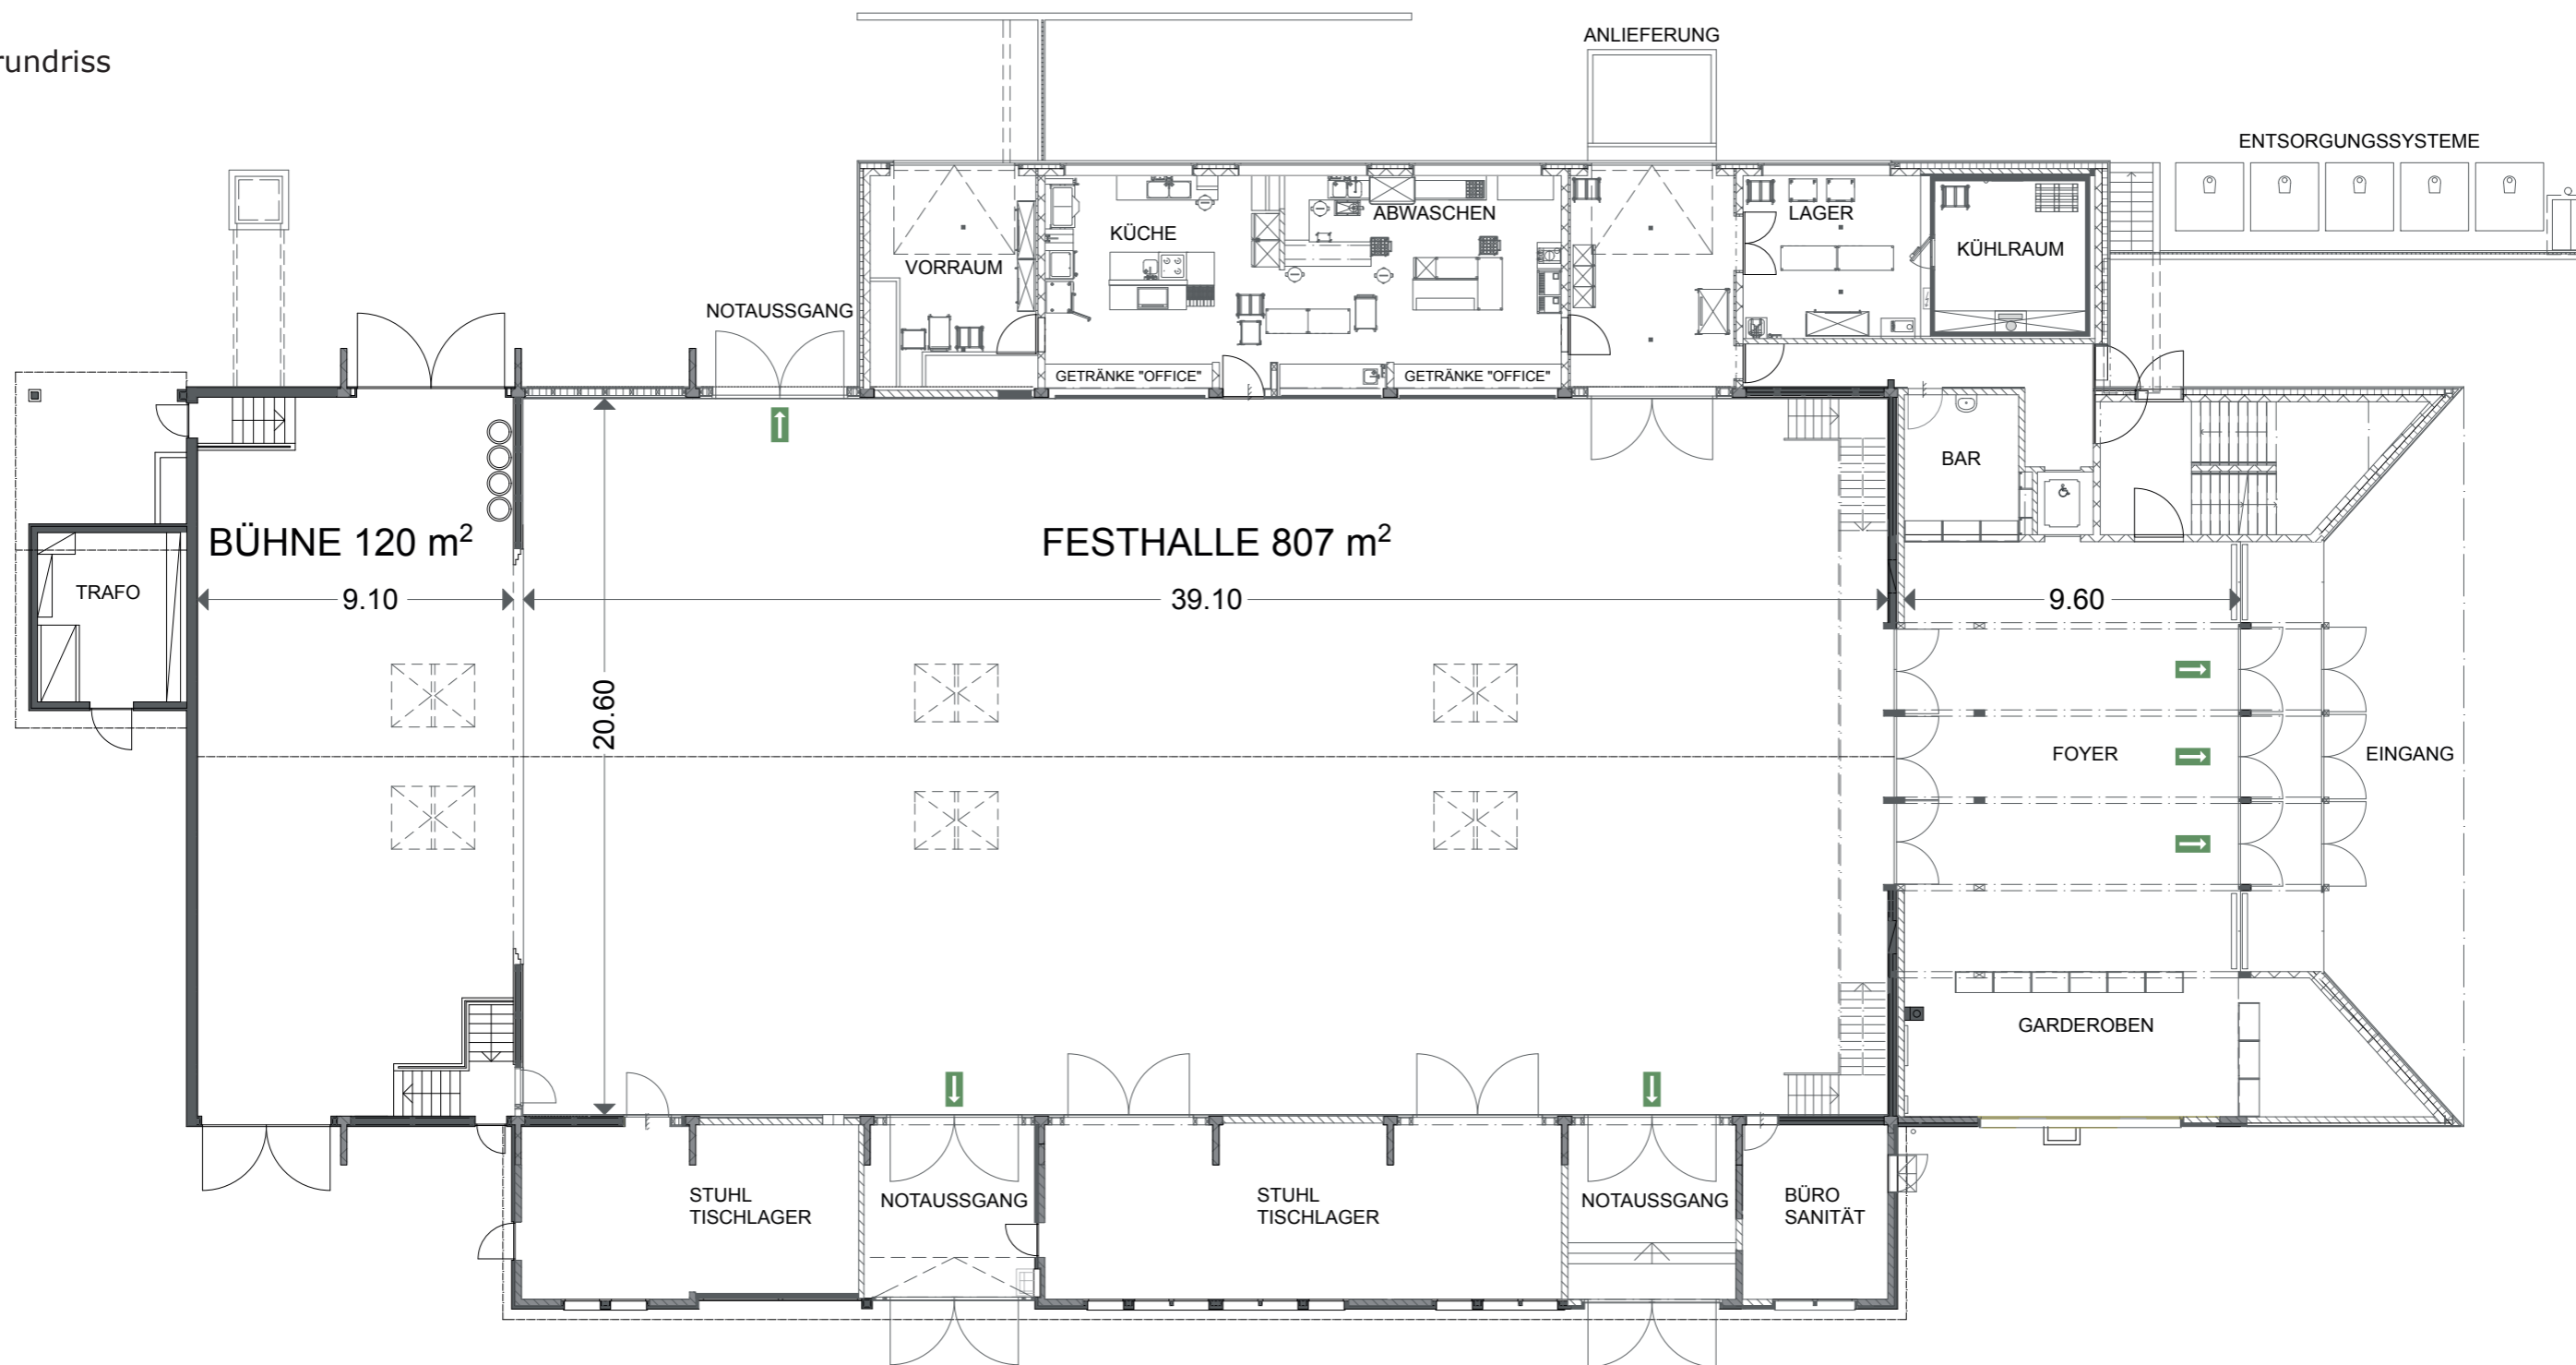 rundriss
ANLIEFERUNG
ENTSORGUNGSSYSTEME
ABWASCHEN
LAGER
KÜCHE
KÜHLRAUM
VORRAUM
NOTAUSSGANG
GETRÄNKE "OFFICE"
GETRÄNKE "OFFICE"
BAR
BÜHNE 120 m²
FESTHALLE 807 m²
TRAFO
9.10
39.10
9.60
20.60
FOYER
EINGANG
GARDEROBEN
STUHL
TISCHLAGER
NOTAUSSGANG
STUHL
TISCHLAGER
NOTAUSSGANG
BÜRO
SANITÄT